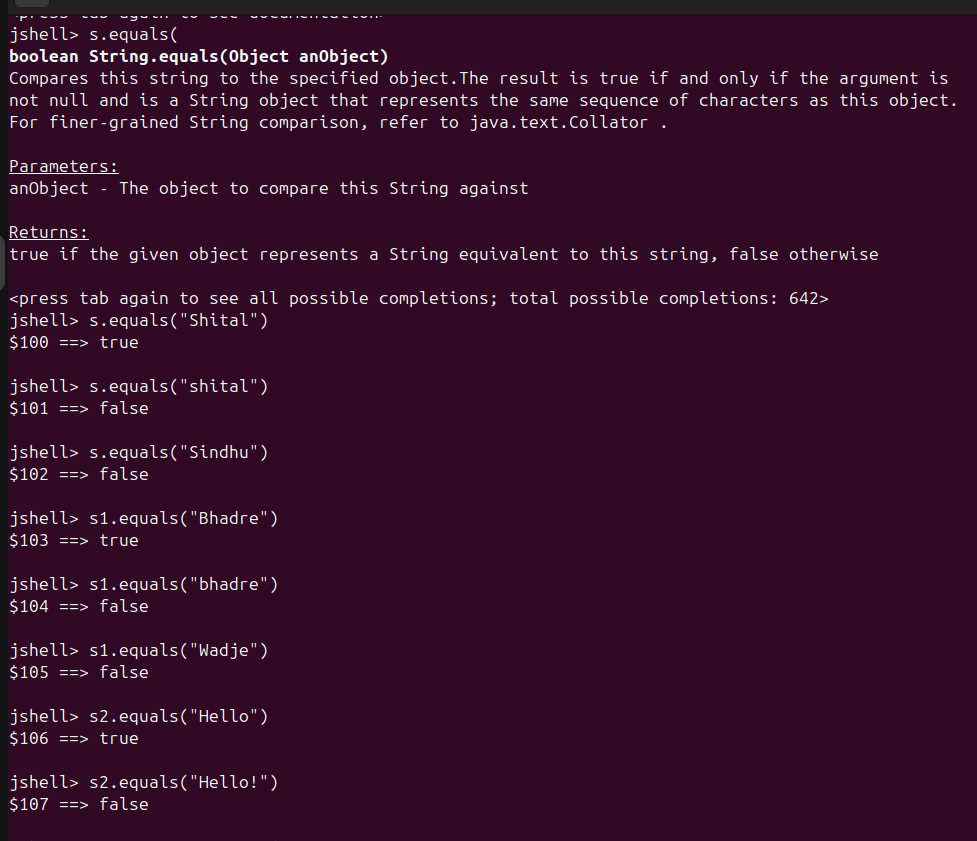 <press tab again to see documentation>
jshell> s.equals(
boolean String.equals(Object anObject)
Compares this string to the specified object.The result is true if and only if the argument is
not null and is a String object that represents the same sequence of characters as this object.
For finer-grained String comparison, refer to java.text.Collator .
Parameters:
anObject - The object to compare this String against
Returns:
true if the given object represents a String equivalent to this string, false otherwise
<press tab again to see all possible completions; total possible completions: 642>
jshell> s.equals("Shital")
$100 ==> true
jshell> s.equals("shital")
$101 ==> false
jshell> s.equals("Sindhu")
$102 ==> false
jshell> s1.equals("Bhadre")
$103 ==> true
jshell> s1.equals("bhadre")
$104 ==> false
jshell> s1.equals("Wadje")
$105 ==> false
jshell> s2.equals("Hello")
$106 ==> true
jshell> s2.equals("Hello!")
$107 ==> false